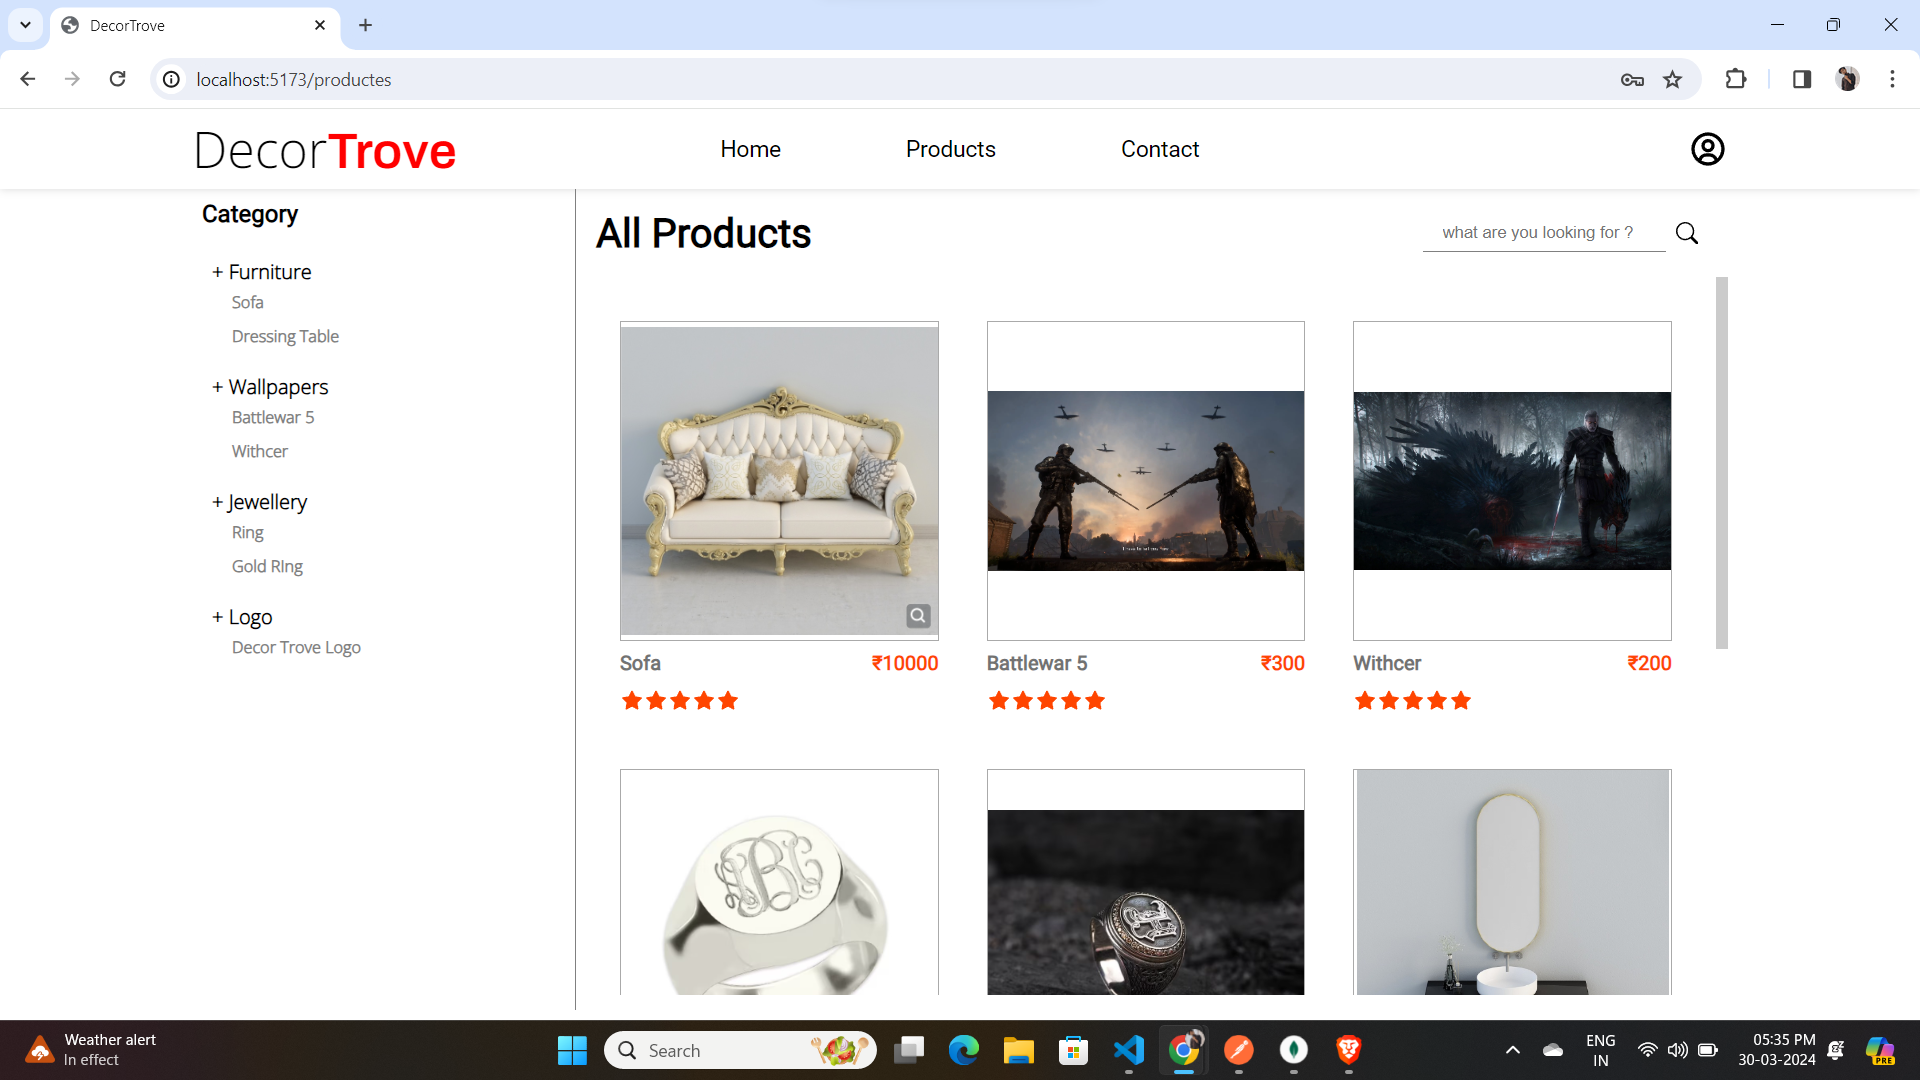 DecorTrove
localhost:5173/productes
DecorTrove
Home
Products
Contact
Category
+ Furniture
Sofa
Dressing Table
+ Wallpapers
Battlewar 5
Withcer
+ Jewellery
Ring
Gold RIng
+ Logo
Decor Trove Logo
All Products
what are you looking for ?
Sofa ₹10000
Battlewar 5 ₹300
Withcer ₹200
Weather alert
In effect
Search
PRE
ENG
IN
05:35 PM
30-03-2024